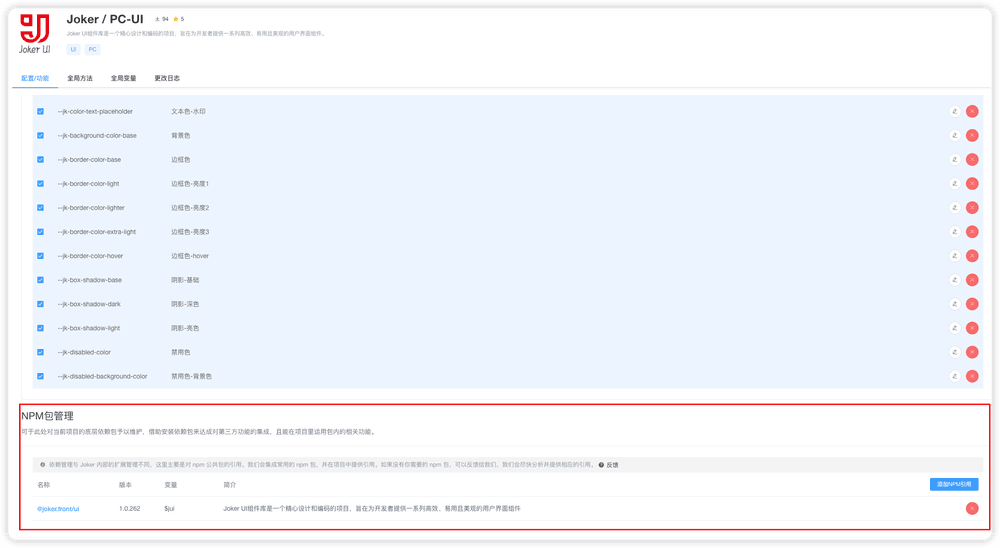 Joker / PC-UI 94 5
Joker UI组件库是一个精心设计和编码的项目，旨在为开发者提供一系列高效、易用且美观的用户界面组件。
UI PC
Joker UI
配置/功能 全局方法 全局变量 更改日志
--jk-color-text-placeholder 文本色-水印
--jk-background-color-base 背景色
--jk-border-color-base 边框色
--jk-border-color-light 边框色-亮度1
--jk-border-color-lighter 边框色-亮度2
--jk-border-color-extra-light 边框色-亮度3
--jk-border-color-hover 边框色-hover
--jk-box-shadow-base 阴影-基础
--jk-box-shadow-dark 阴影-深色
--jk-box-shadow-light 阴影-亮色
--jk-disabled-color 禁用色
--jk-disabled-background-color 禁用色-背景色
NPM包管理
可于此处对当前项目的底层依赖包予以维护，借助安装依赖包来达成对第三方功能的集成，且能在项目里运用包内的相关功能。
依赖管理与 Joker 内部的扩展管理不同，这里主要是对 npm 公共包的引用，我们会集成常用的 npm 包，并在项目中提供引用。如果没有你需要的 npm 包，可以反馈给我们，我们会尽快分析并提供相应的引用。 反馈
名称 版本 变量 简介 添加NPM引用
@joker.front/ui 1.0.262 $jui Joker UI组件库是一个精心设计和编码的项目，旨在为开发者提供一系列高效、易用且美观的用户界面组件